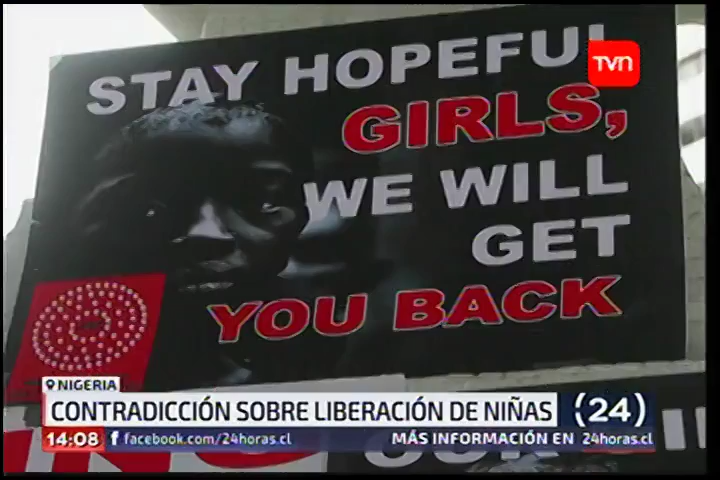 STAY HOPEFUL
tvn
GIRLS,
WE WILL
GET
YOU BACK
NIGERIA
CONTRADICCIÓN SOBRE LIBERACIÓN DE NIÑAS
(24)
14:08
f facebook.com/24horas.cl
MÁS INFORMACIÓN EN 24horas.cl
OUR